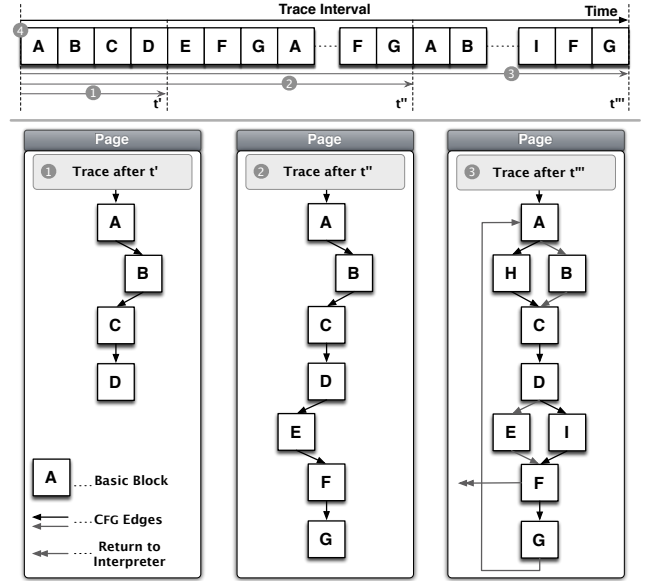 Trace Interval
Time
4
A B C D E F G A F G A B I F G
3
2
1
t' t'' t'''
Page
1 Trace after t'
A
B
C
D
A Basic Block
CFG Edges
Return to
Interpreter
Page
2 Trace after t''
A
B
C
D
E
F
G
Page
3 Trace after t'''
A
H B
C
D
E I
F
G